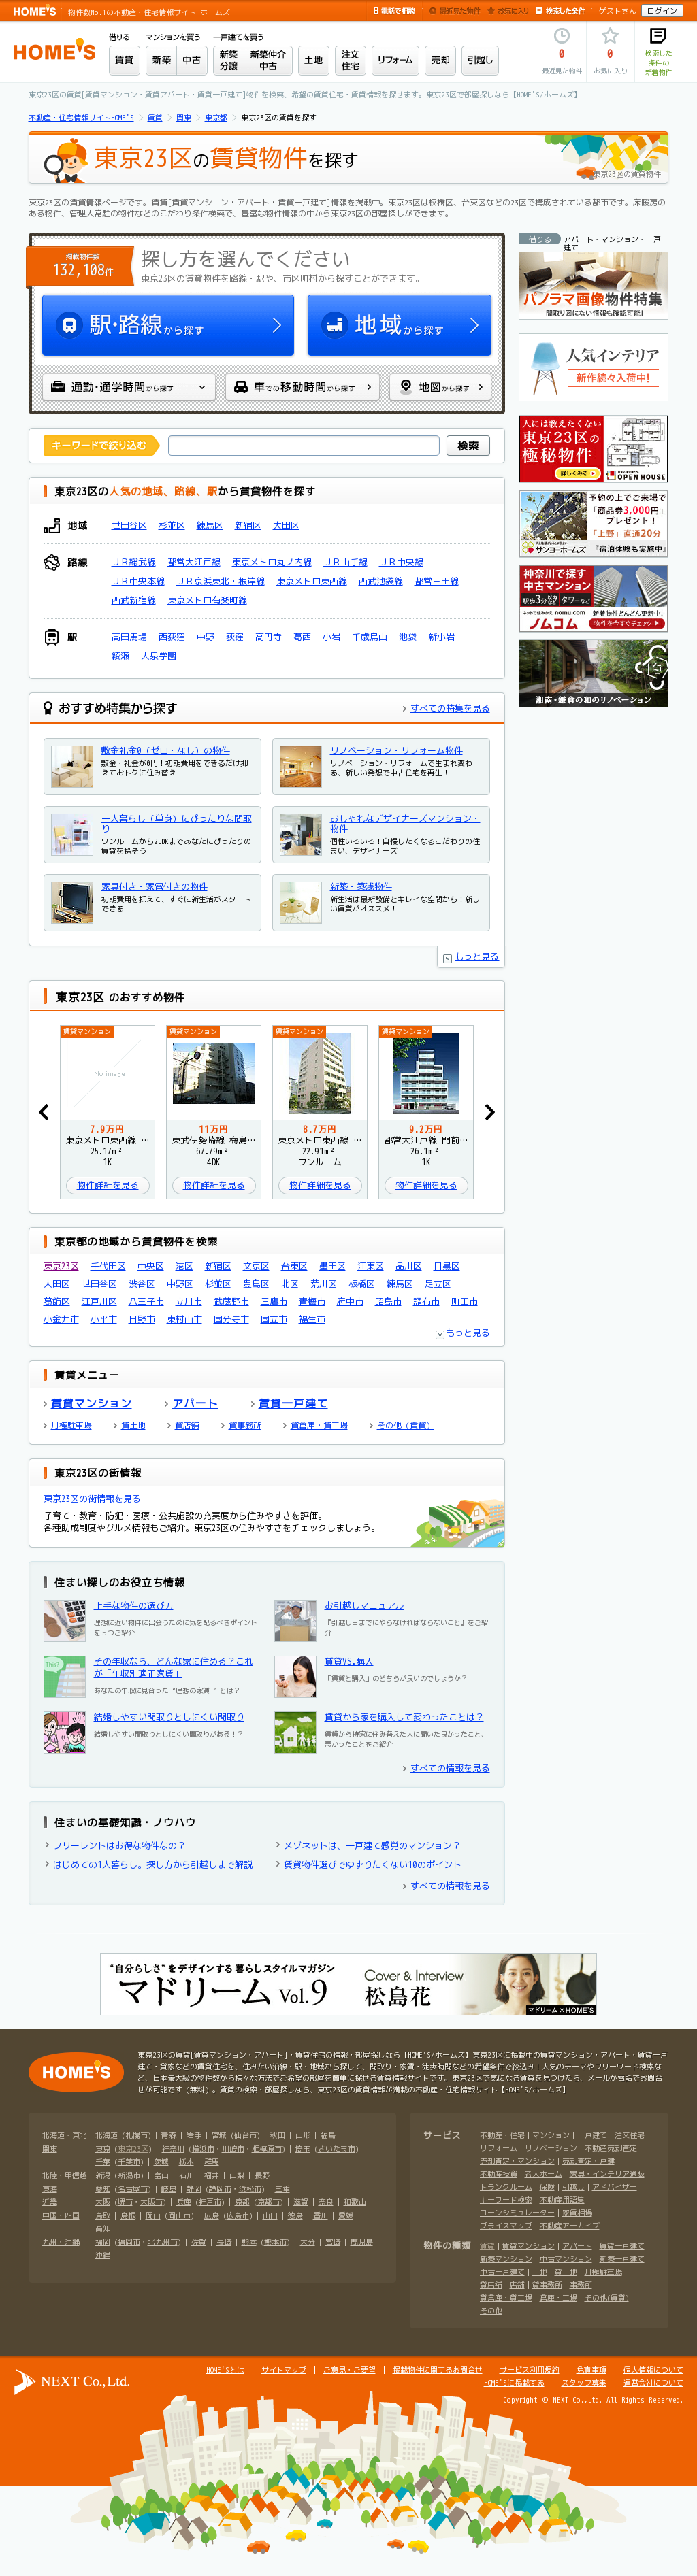 HOME'S 物件数No.1の不動産・住宅情報サイト ホームズ
電話で相談 最近見た物件 お気に入り 検索した条件 ゲストさん ログイン
HOME'S
借りる マンションを買う 一戸建てを買う
賃貸 新築 中古 新築分譲 新築仲介中古 土地 注文住宅 リフォーム 売却 引越し
0 最近見た物件
0 お気に入り
検索した条件の新着物件
東京23区の賃貸[賃貸マンション・賃貸アパート・賃貸一戸建て]物件を検索、希望の賃貸住宅・賃貸情報を探せます。東京23区で部屋探しなら【HOME'S/ホームズ】
不動産・住宅情報サイトHOME'S > 賃貸 > 関東 > 東京都 > 東京23区の賃貸を探す
東京23区の賃貸物件を探す
東京23区の賃貸物件
東京23区の賃貸情報ページです。賃貸[賃貸マンション・アパート・賃貸一戸建て]情報を掲載中。東京23区は板橋区、台東区などの23区で構成されている都市です。床暖房のある物件、管理人常駐の物件などのこだわり条件検索で、豊富な物件情報の中から東京23区の部屋探しができます。
掲載物件数
132,108件
探し方を選んでください
東京23区の賃貸物件を路線・駅や、市区町村から探すことができます。
駅・路線から探す
地域から探す
通勤・通学時間から探す
車での移動時間から探す
地図から探す
キーワードで絞り込む 検索
東京23区の人気の地域、路線、駅から賃貸物件を探す
地域 世田谷区 杉並区 練馬区 新宿区 大田区
路線 ＪＲ総武線 都営大江戸線 東京メトロ丸ノ内線 ＪＲ山手線 ＪＲ中央線
ＪＲ中央本線 ＪＲ京浜東北・根岸線 東京メトロ東西線 西武池袋線 都営三田線
西武新宿線 東京メトロ有楽町線
駅 高田馬場 西荻窪 中野 荻窪 高円寺 葛西 小岩 千歳烏山 池袋 新小岩
綾瀬 大泉学園
おすすめ特集から探す
すべての特集を見る
敷金礼金0（ゼロ・なし）の物件
敷金・礼金が0円！初期費用をできるだけ抑えておトクに住み替え
リノベーション・リフォーム物件
リノベーション・リフォームで生まれ変わる、新しい発想で中古住宅を再生！
一人暮らし（単身）にぴったりな間取り
ワンルームから2LDKまであなたにぴったりの賃貸を探そう
おしゃれなデザイナーズマンション・物件
個性いろいろ！自慢したくなるこだわりの住まい、デザイナーズ
家具付き・家電付きの物件
初期費用を抑えて、すぐに新生活がスタートできる
新築・築浅物件
新生活は最新設備とキレイな空間から！新しい賃貸がオススメ！
もっと見る
東京23区 のおすすめ物件
賃貸マンション No image 7.9万円 東京メトロ東西線 … 25.17m² 1K 物件詳細を見る
賃貸マンション 11万円 東武伊勢崎線 梅島… 67.79m² 4DK 物件詳細を見る
賃貸マンション 8.7万円 東京メトロ東西線 … 22.91m² ワンルーム 物件詳細を見る
賃貸マンション 9.2万円 都営大江戸線 門前… 26.1m² 1K 物件詳細を見る
東京都の地域から賃貸物件を検索
東京23区 千代田区 中央区 港区 新宿区 文京区 台東区 墨田区 江東区 品川区 目黒区
大田区 世田谷区 渋谷区 中野区 杉並区 豊島区 北区 荒川区 板橋区 練馬区 足立区
葛飾区 江戸川区 八王子市 立川市 武蔵野市 三鷹市 青梅市 府中市 昭島市 調布市 町田市
小金井市 小平市 日野市 東村山市 国分寺市 国立市 福生市
もっと見る
賃貸メニュー
賃貸マンション アパート 賃貸一戸建て
月極駐車場 貸土地 貸店舗 貸事務所 貸倉庫・貸工場 その他（賃貸）
東京23区の街情報
東京23区の街情報を見る
子育て・教育・防犯・医療・公共施設の充実度から住みやすさを評価。
各種助成制度やグルメ情報もご紹介。東京23区の住みやすさをチェックしましょう。
住まい探しのお役立ち情報
上手な物件の選び方
理想に近い物件に出会うために気を配るべきポイントを５つご紹介
お引越しマニュアル
『引越し日までにやらなければならないこと』をご紹介
その年収なら、どんな家に住める？これが「年収別適正家賃」
あなたの年収に見合った“理想の家賃”とは？
賃貸VS.購入
「賃貸と購入」のどちらが良いのでしょうか？
結婚しやすい間取りとしにくい間取り
結婚しやすい間取りとしにくい間取りがある！？
賃貸から家を購入して変わったことは？
賃貸から持家に住み替えた人に聞いた良かったこと、悪かったことをご紹介
すべての情報を見る
住まいの基礎知識・ノウハウ
フリーレントはお得な物件なの？
メゾネットは、一戸建て感覚のマンション？
はじめての1人暮らし。探し方から引越しまで解説
賃貸物件選びでゆずりたくない10のポイント
すべての情報を見る
借りる アパート・マンション・一戸建て
パノラマ画像物件特集
間取り図にない情報も確認可能！
人気インテリア
新作続々入荷中！
人には教えたくない東京23区の極秘物件
詳しくみる
OPEN HOUSE
予約の上でご来場で「商品券3,000円」プレゼント！
「上野」直通20分
サンヨーホームズ 『宿泊体験も実施中』
神奈川で探す中古マンション
駅歩3分 タワーなど
ネットで住みかえ nomu.com ノムコム
新着物件どんどん更新中！
物件を今すぐチェック
湘南・鎌倉の和のリノベーション
"自分らしさ"をデザインする暮らしスタイルマガジン
マドリーム Vol.9
Cover & Interview 松島花
マドリーム×HOME'S
HOME'S
東京23区の賃貸[賃貸マンション・アパート]・賃貸住宅の情報・部屋探しなら【HOME'S/ホームズ】東京23区に掲載中の賃貸マンション・アパート・賃貸一戸建て・貸家などの賃貸住宅を、住みたい沿線・駅・地域から探して、間取り・家賃・徒歩時間などの希望条件で絞込み！人気のテーマやフリーワード検索など、日本最大級の物件数から様々な方法でご希望の部屋を簡単に探せる賃貸情報サイトです。東京23区で気になる賃貸を見つけたら、メールか電話でお問合せが可能です（無料）。賃貸の検索・部屋探しなら、東京23区の賃貸情報が満載の不動産・住宅情報サイト【HOME'S/ホームズ】
北海道・東北 北海道（札幌市）| 青森 | 岩手 | 宮城（仙台市）| 秋田 | 山形 | 福島
関東 東京（東京23区）| 神奈川（横浜市・川崎市・相模原市）| 埼玉（さいたま市）
千葉（千葉市）| 茨城 | 栃木 | 群馬
北陸・甲信越 新潟（新潟市）| 富山 | 石川 | 福井 | 山梨 | 長野
東海 愛知（名古屋市）| 岐阜 | 静岡（静岡市・浜松市）| 三重
近畿 大阪（堺市・大阪市）| 兵庫（神戸市）| 京都（京都市）| 滋賀 | 奈良 | 和歌山
中国・四国 鳥取 | 島根 | 岡山（岡山市）| 広島（広島市）| 山口 | 徳島 | 香川 | 愛媛
高知
九州・沖縄 福岡（福岡市・北九州市）| 佐賀 | 長崎 | 熊本（熊本市）| 大分 | 宮崎 | 鹿児島
沖縄
サービス 不動産・住宅 | マンション | 一戸建て | 注文住宅
リフォーム | リノベーション | 不動産売却査定
売却査定・マンション | 売却査定・戸建
不動産投資 | 老人ホーム | 家具・インテリア通販
トランクルーム | 保険 | 引越し | アドバイザー
キーワード検索 | 不動産用語集
ローンシミュレーター | 家賃相場
プライスマップ | 不動産アーカイブ
物件の種類 賃貸 | 賃貸マンション | アパート | 賃貸一戸建て
新築マンション | 中古マンション | 新築一戸建て
中古一戸建て | 土地 | 貸土地 | 月極駐車場
貸店舗 | 店舗 | 貸事務所 | 事務所
貸倉庫・貸工場 | 倉庫・工場 | その他(賃貸)
その他
NEXT Co.,Ltd.
HOME'Sとは | サイトマップ | ご意見・ご要望 | 掲載物件に関するお問合せ | サービス利用規約 | 免責事項 | 個人情報について
HOME'Sに掲載する | スタッフ募集 | 運営会社について
Copyright © NEXT Co.,Ltd. All Rights Reserved.